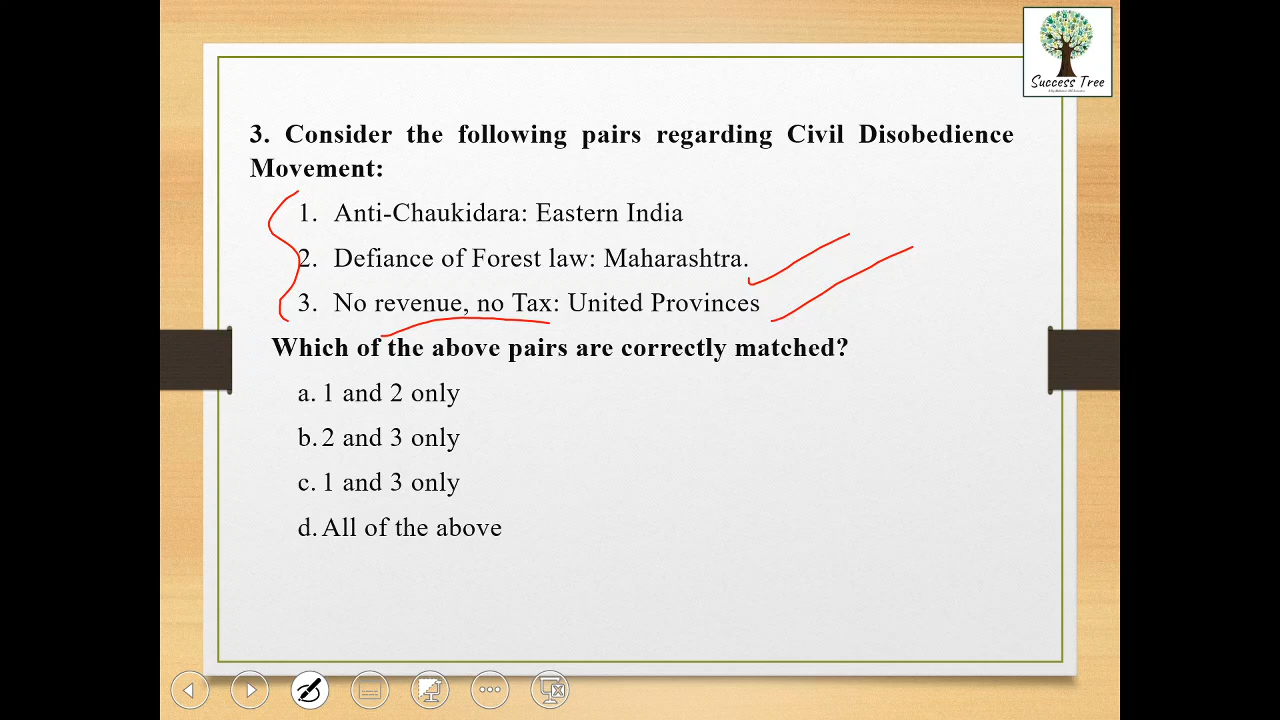 Success Tree
3. Consider the following pairs regarding Civil Disobedience
Movement:
1. Anti-Chaukidara: Eastern India
2. Defiance of Forest law: Maharashtra.
3. No revenue, no Tax: United Provinces
Which of the above pairs are correctly matched?
a. 1 and 2 only
b. 2 and 3 only
c. 1 and 3 only
d. All of the above